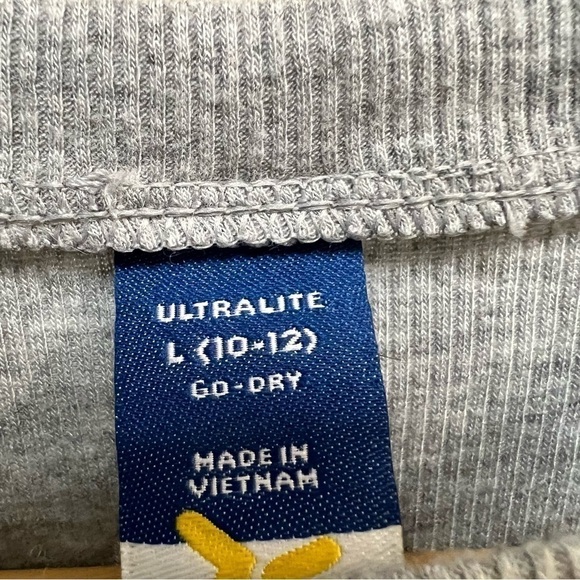 ULTRALITE
L (10-12)
GO-DRY
MADE IN
VIETNAM